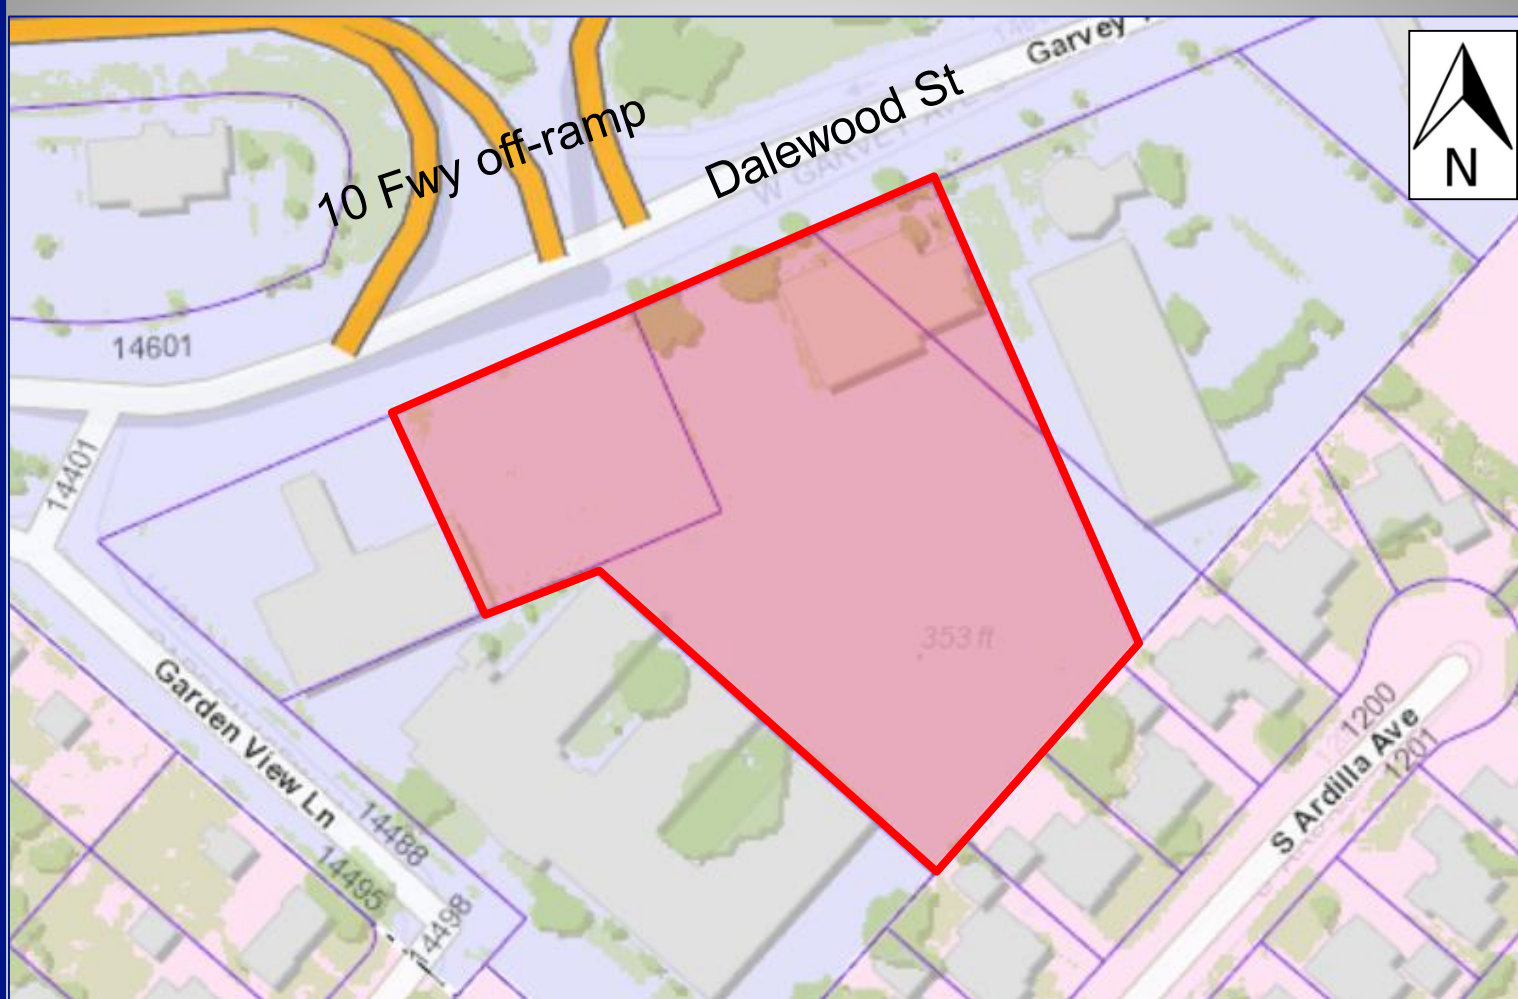 Garvey
Dalewood St
10 Fwy off-ramp
W GARVEY AVE
N
14601
14401
353 ft
Garden View Ln
14488
14495
14498
1200
S Ardilla Ave
1201